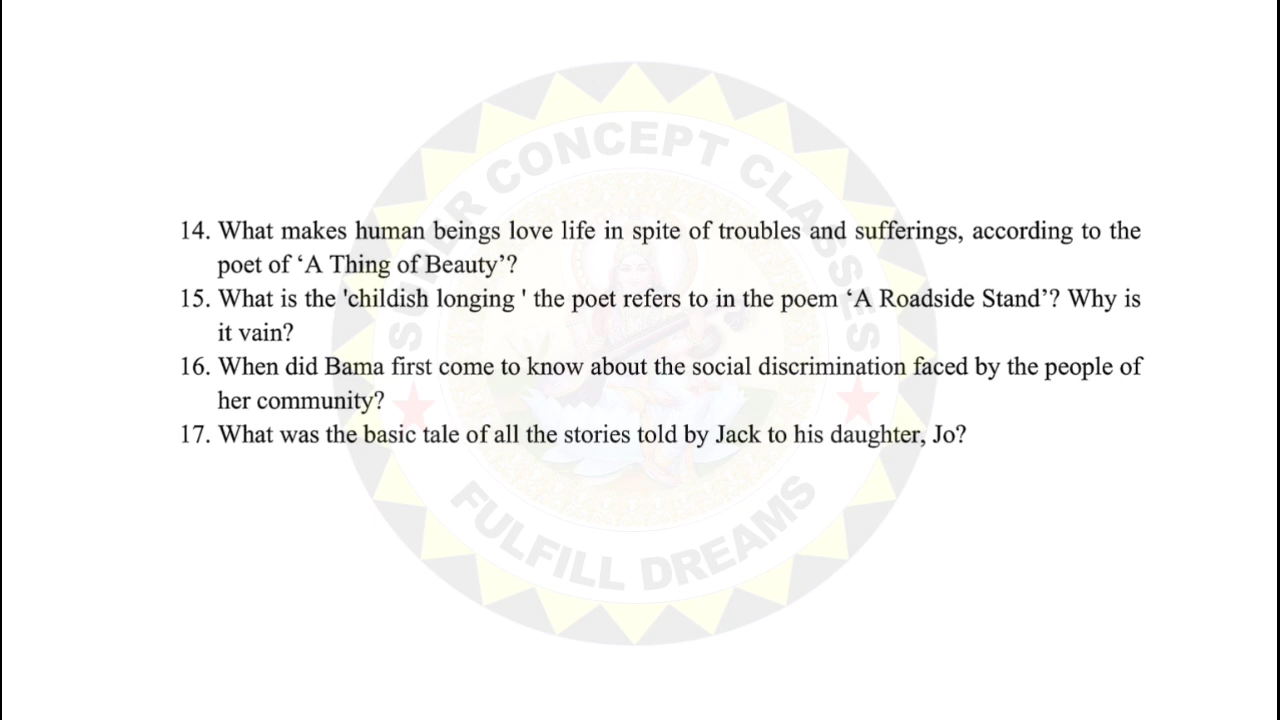 SUPER CONCEPT CLASSES
14. What makes human beings love life in spite of troubles and sufferings, according to the
poet of ‘A Thing of Beauty’?
15. What is the 'childish longing ' the poet refers to in the poem ‘A Roadside Stand’? Why is
it vain?
16. When did Bama first come to know about the social discrimination faced by the people of
her community?
17. What was the basic tale of all the stories told by Jack to his daughter, Jo?
FULFILL DREAMS